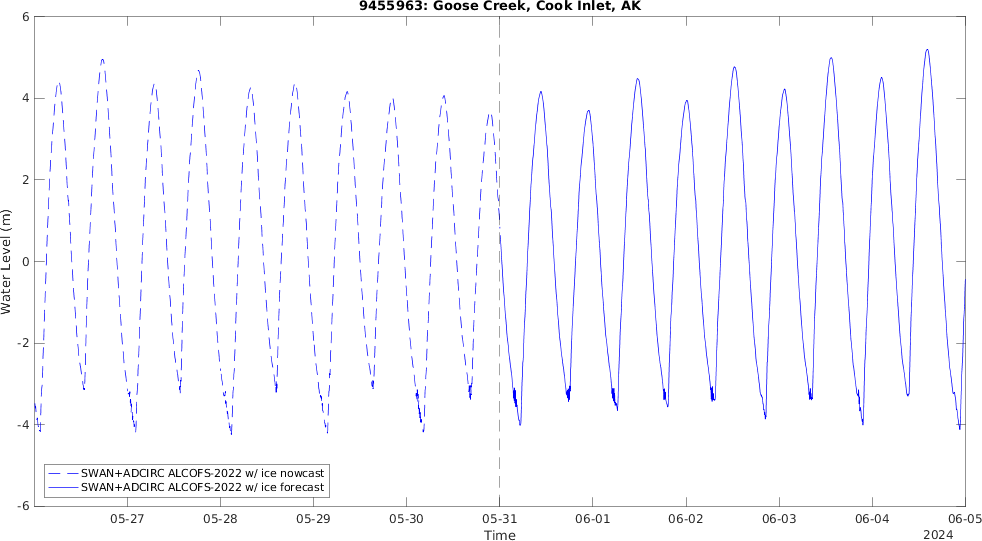 9455963: Goose Creek, Cook Inlet, AK
6
4
2
0
-2
-4
-6
Water Level (m)
SWAN+ADCIRC ALCOFS-2022 w/ ice nowcast
SWAN+ADCIRC ALCOFS-2022 w/ ice forecast
05-27 05-28 05-29 05-30 05-31 06-01 06-02 06-03 06-04 06-05
Time
2024